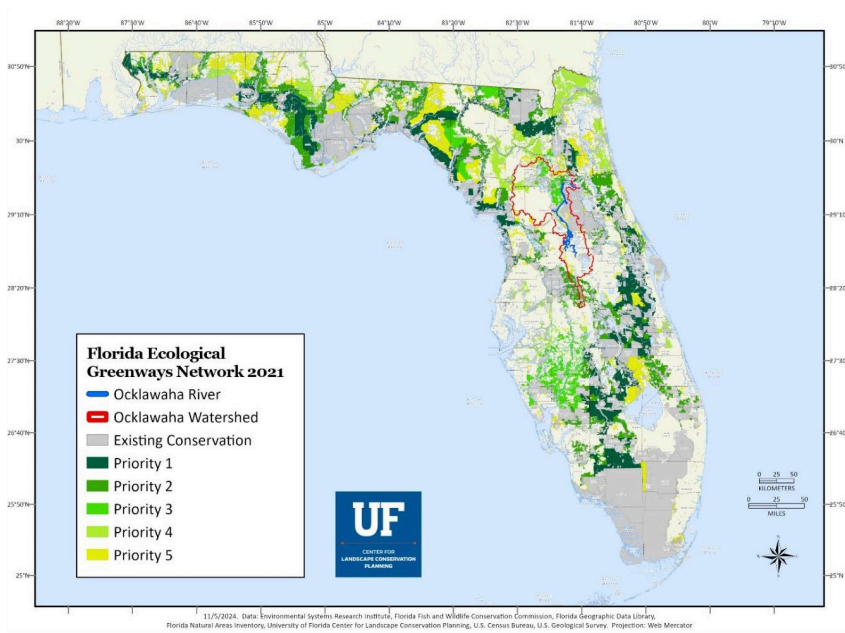 88°20'W 87°30'W 86°40'W 85°50'W 85°W 84°10'W 83°20'W 82°30'W 81°40'W 80°50'W 80°W 79°10'W
30°50'N
30°N
29°10'N
28°20'N
27°30'N
26°40'N
25°50'N
25°N
Florida Ecological
Greenways Network 2021
Ocklawaha River
Ocklawaha Watershed
Existing Conservation
Priority 1
Priority 2
Priority 3
Priority 4
Priority 5
UF
CENTER FOR
LANDSCAPE CONSERVATION
PLANNING
0 25 50
KILOMETERS
0 25 50
MILES
11/5/2024. Data: Environmental Systems Research Institute, Florida Fish and Wildlife Conservation Commission, Florida Geographic Data Library,
Florida Natural Areas Inventory, University of Florida Center for Landscape Conservation Planning, U.S. Census Bureau, U.S. Geological Survey. Projection: Web Mercator